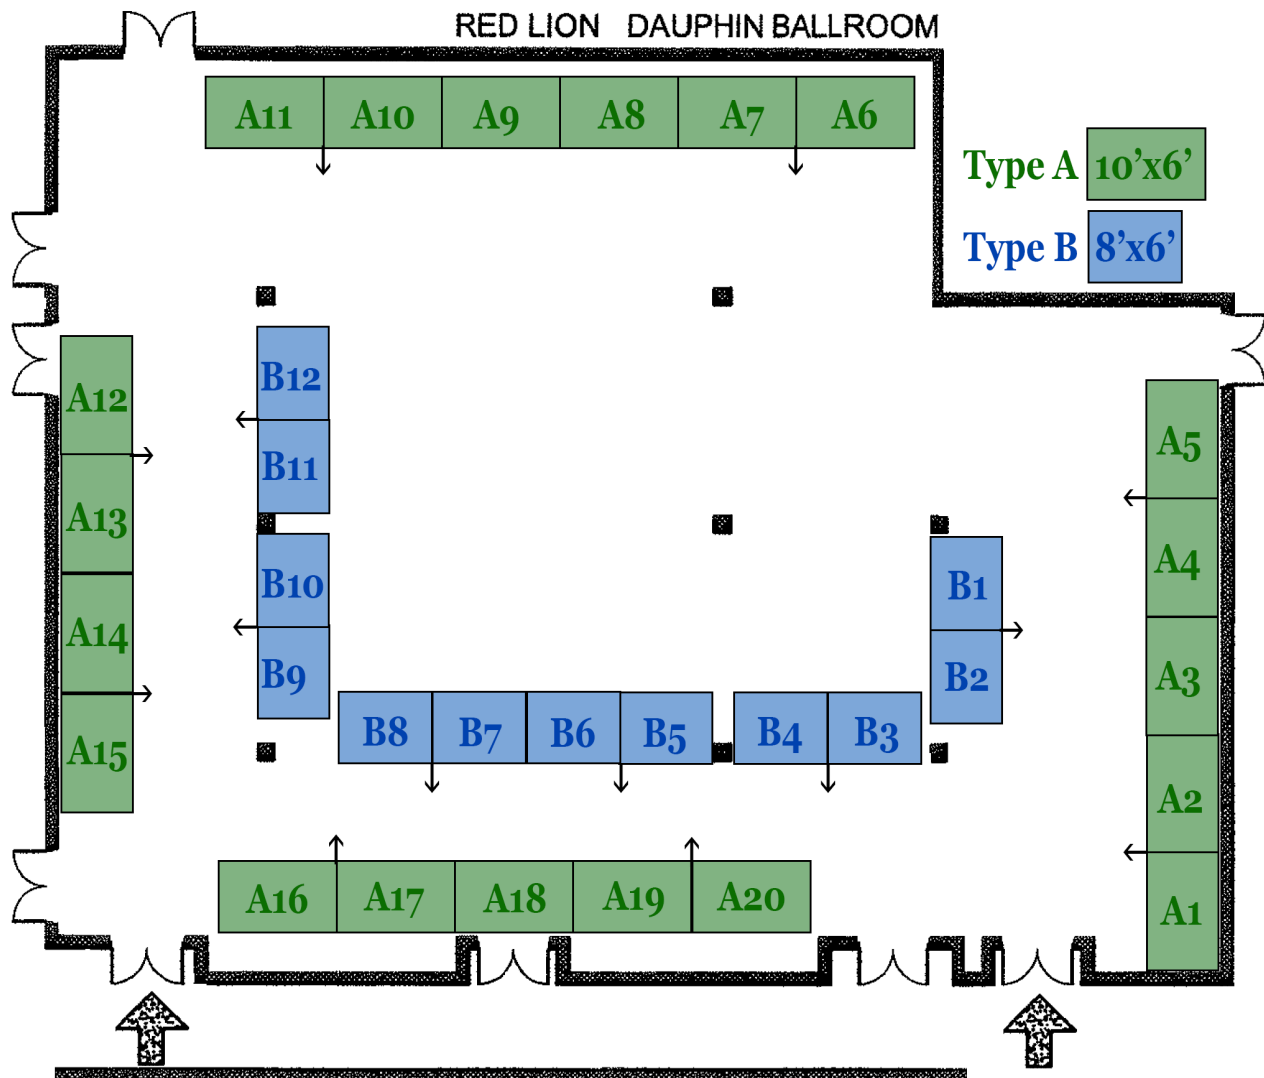 RED LION DAUPHIN BALLROOM
A11 A10 A9 A8 A7 A6
Type A 10’x6’
Type B 8’x6’
A12
A13
A14
A15
B12
B11
B10
B9
B8 B7 B6 B5 B4 B3
B1
B2
A5
A4
A3
A2
A1
A16 A17 A18 A19 A20